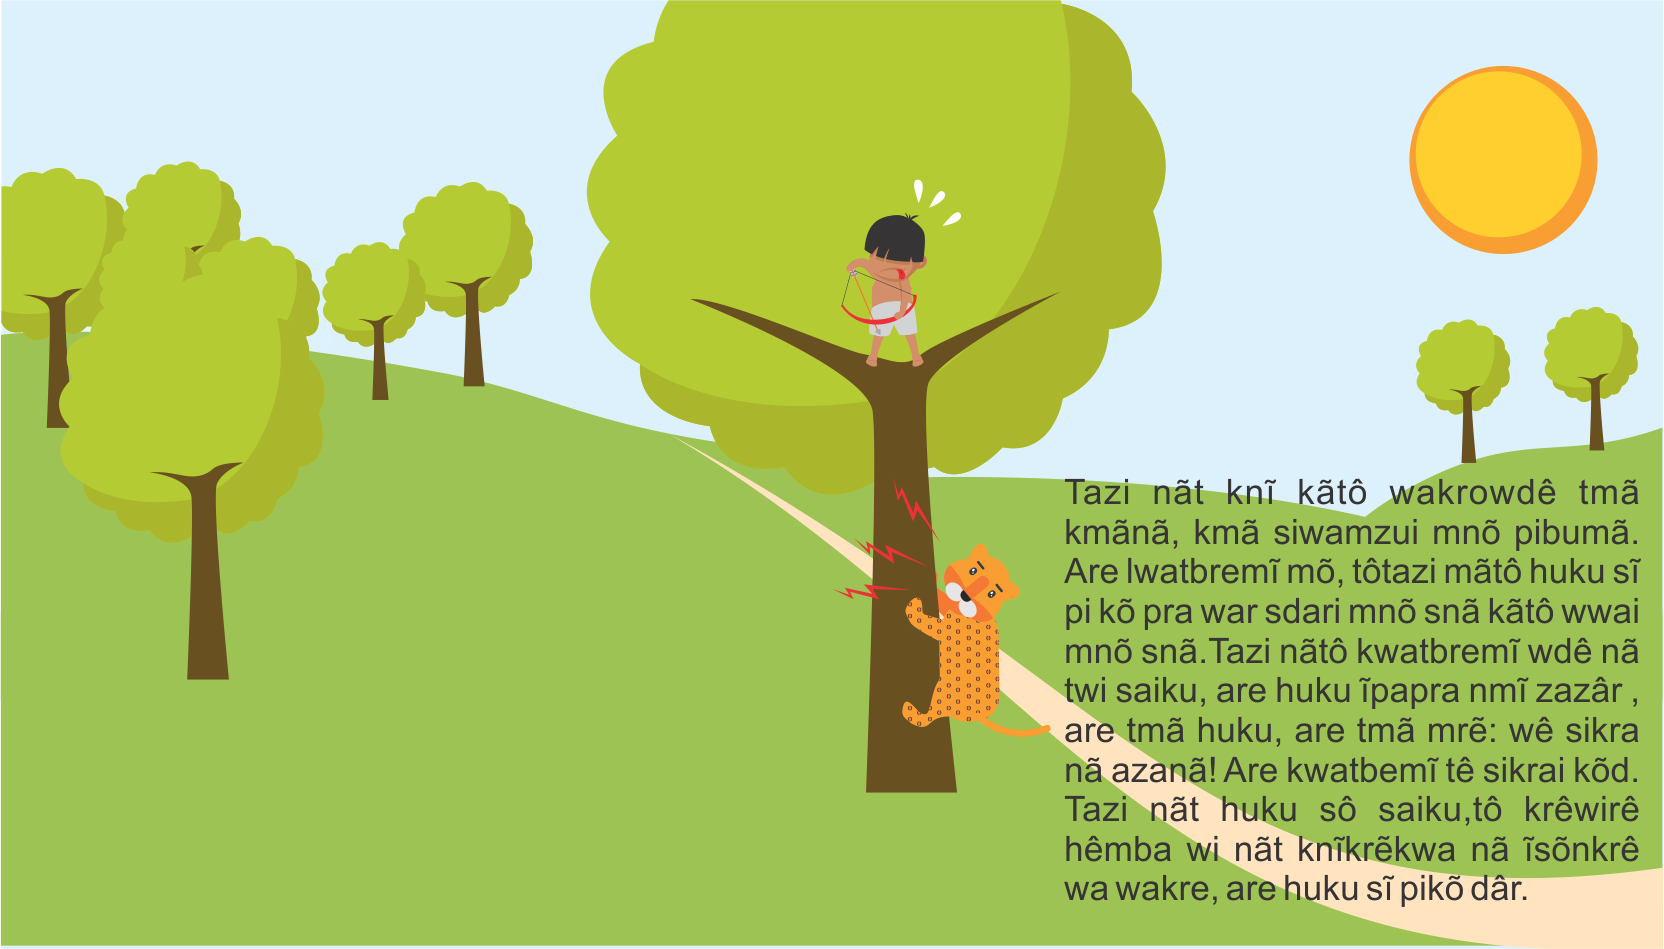 Tazi nãt knĩ kãtô wakrowdê tmã
kmãnã, kmã siwamzui mnõ pibumã.
Are lwatbremĩ mõ, tôtazi mãtô huku sĩ
pi kõ pra war sdari mnõ snã kãtô wwai
mnõ snã.Tazi nãtô kwatbremĩ wdê nã
twi saiku, are huku ĩpapra nmĩ zazâr ,
are tmã huku, are tmã mrẽ: wê sikra
nã azanã! Are kwatbemĩ tê sikrai kõd.
Tazi nãt huku sô saiku,tô krêwirê
hêmba wi nãt knĩkrẽkwa nã ĩsõnkrê
wa wakre, are huku sĩ pikõ dâr.